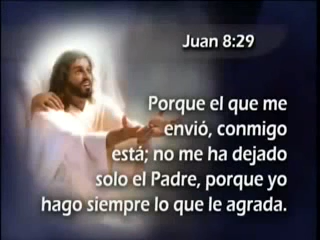 Juan 8:29
Porque el que me
envió, conmigo
está; no me ha dejado
solo el Padre, porque yo
hago siempre lo que le agrada.